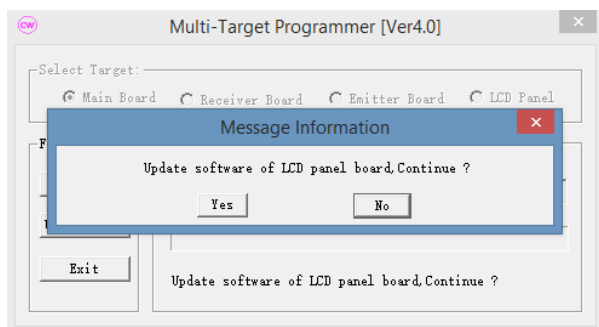 CW
Multi-Target Programmer [Ver4.0]
Select Target:
Main Board Receiver Board Emitter Board LCD Panel
Message Information
Update software of LCD panel board,Continue ?
Yes No
Exit
Update software of LCD panel board,Continue ?